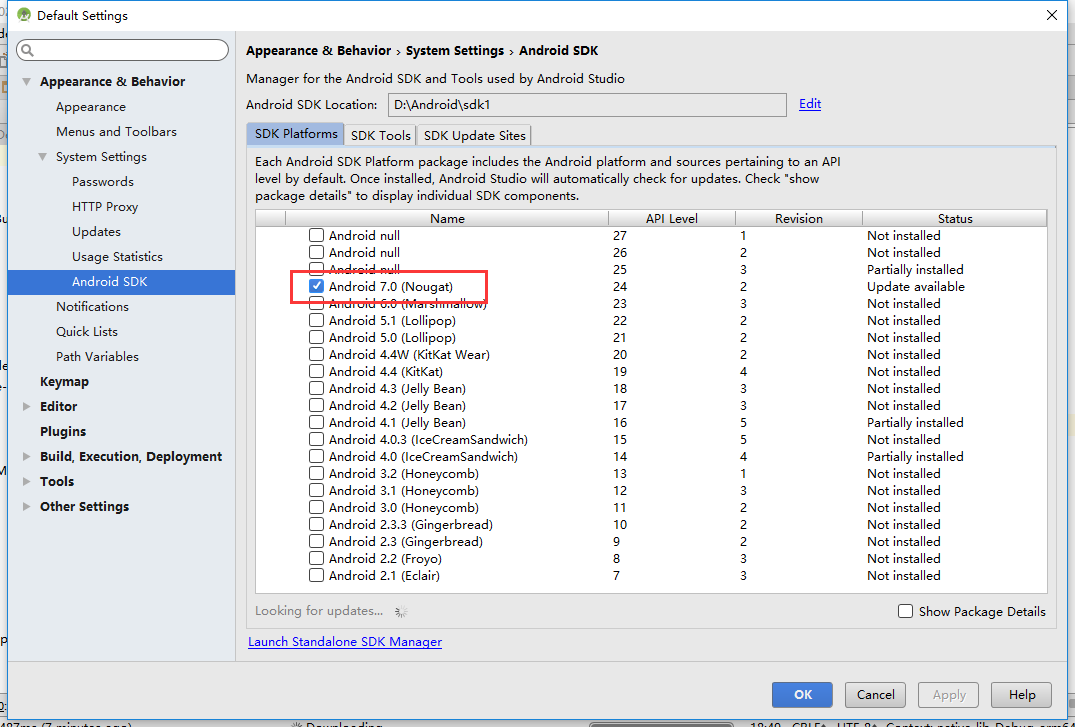 Default Settings
Appearance & Behavior
Appearance
Menus and Toolbars
System Settings
Passwords
HTTP Proxy
Updates
Usage Statistics
Android SDK
Notifications
Quick Lists
Path Variables
Keymap
Editor
Plugins
Build, Execution, Deployment
Tools
Other Settings
Appearance & Behavior › System Settings › Android SDK
Manager for the Android SDK and Tools used by Android Studio
Android SDK Location: D:\Android\sdk1 Edit
SDK Platforms SDK Tools SDK Update Sites
Each Android SDK Platform package includes the Android platform and sources pertaining to an API
level by default. Once installed, Android Studio will automatically check for updates. Check "show
package details" to display individual SDK components.
Name API Level Revision Status
Android null 27 1 Not installed
Android null 26 2 Not installed
Android null 25 3 Partially installed
Android 7.0 (Nougat) 24 2 Update available
Android 6.0 (Marshmallow) 23 3 Not installed
Android 5.1 (Lollipop) 22 2 Not installed
Android 5.0 (Lollipop) 21 2 Not installed
Android 4.4W (KitKat Wear) 20 2 Not installed
Android 4.4 (KitKat) 19 4 Not installed
Android 4.3 (Jelly Bean) 18 3 Not installed
Android 4.2 (Jelly Bean) 17 3 Not installed
Android 4.1 (Jelly Bean) 16 5 Partially installed
Android 4.0.3 (IceCreamSandwich) 15 5 Not installed
Android 4.0 (IceCreamSandwich) 14 4 Partially installed
Android 3.2 (Honeycomb) 13 1 Not installed
Android 3.1 (Honeycomb) 12 3 Not installed
Android 3.0 (Honeycomb) 11 2 Not installed
Android 2.3.3 (Gingerbread) 10 2 Not installed
Android 2.3 (Gingerbread) 9 2 Not installed
Android 2.2 (Froyo) 8 3 Not installed
Android 2.1 (Eclair) 7 3 Not installed
Looking for updates... Show Package Details
Launch Standalone SDK Manager
OK Cancel Apply Help